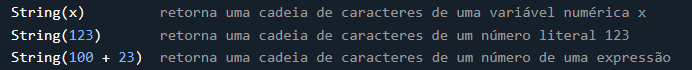 String(x) retorna uma cadeia de caracteres de uma variável numérica x
String(123) retorna uma cadeia de caracteres de um número literal 123
String(100 + 23) retorna uma cadeia de caracteres de um número de uma expressão